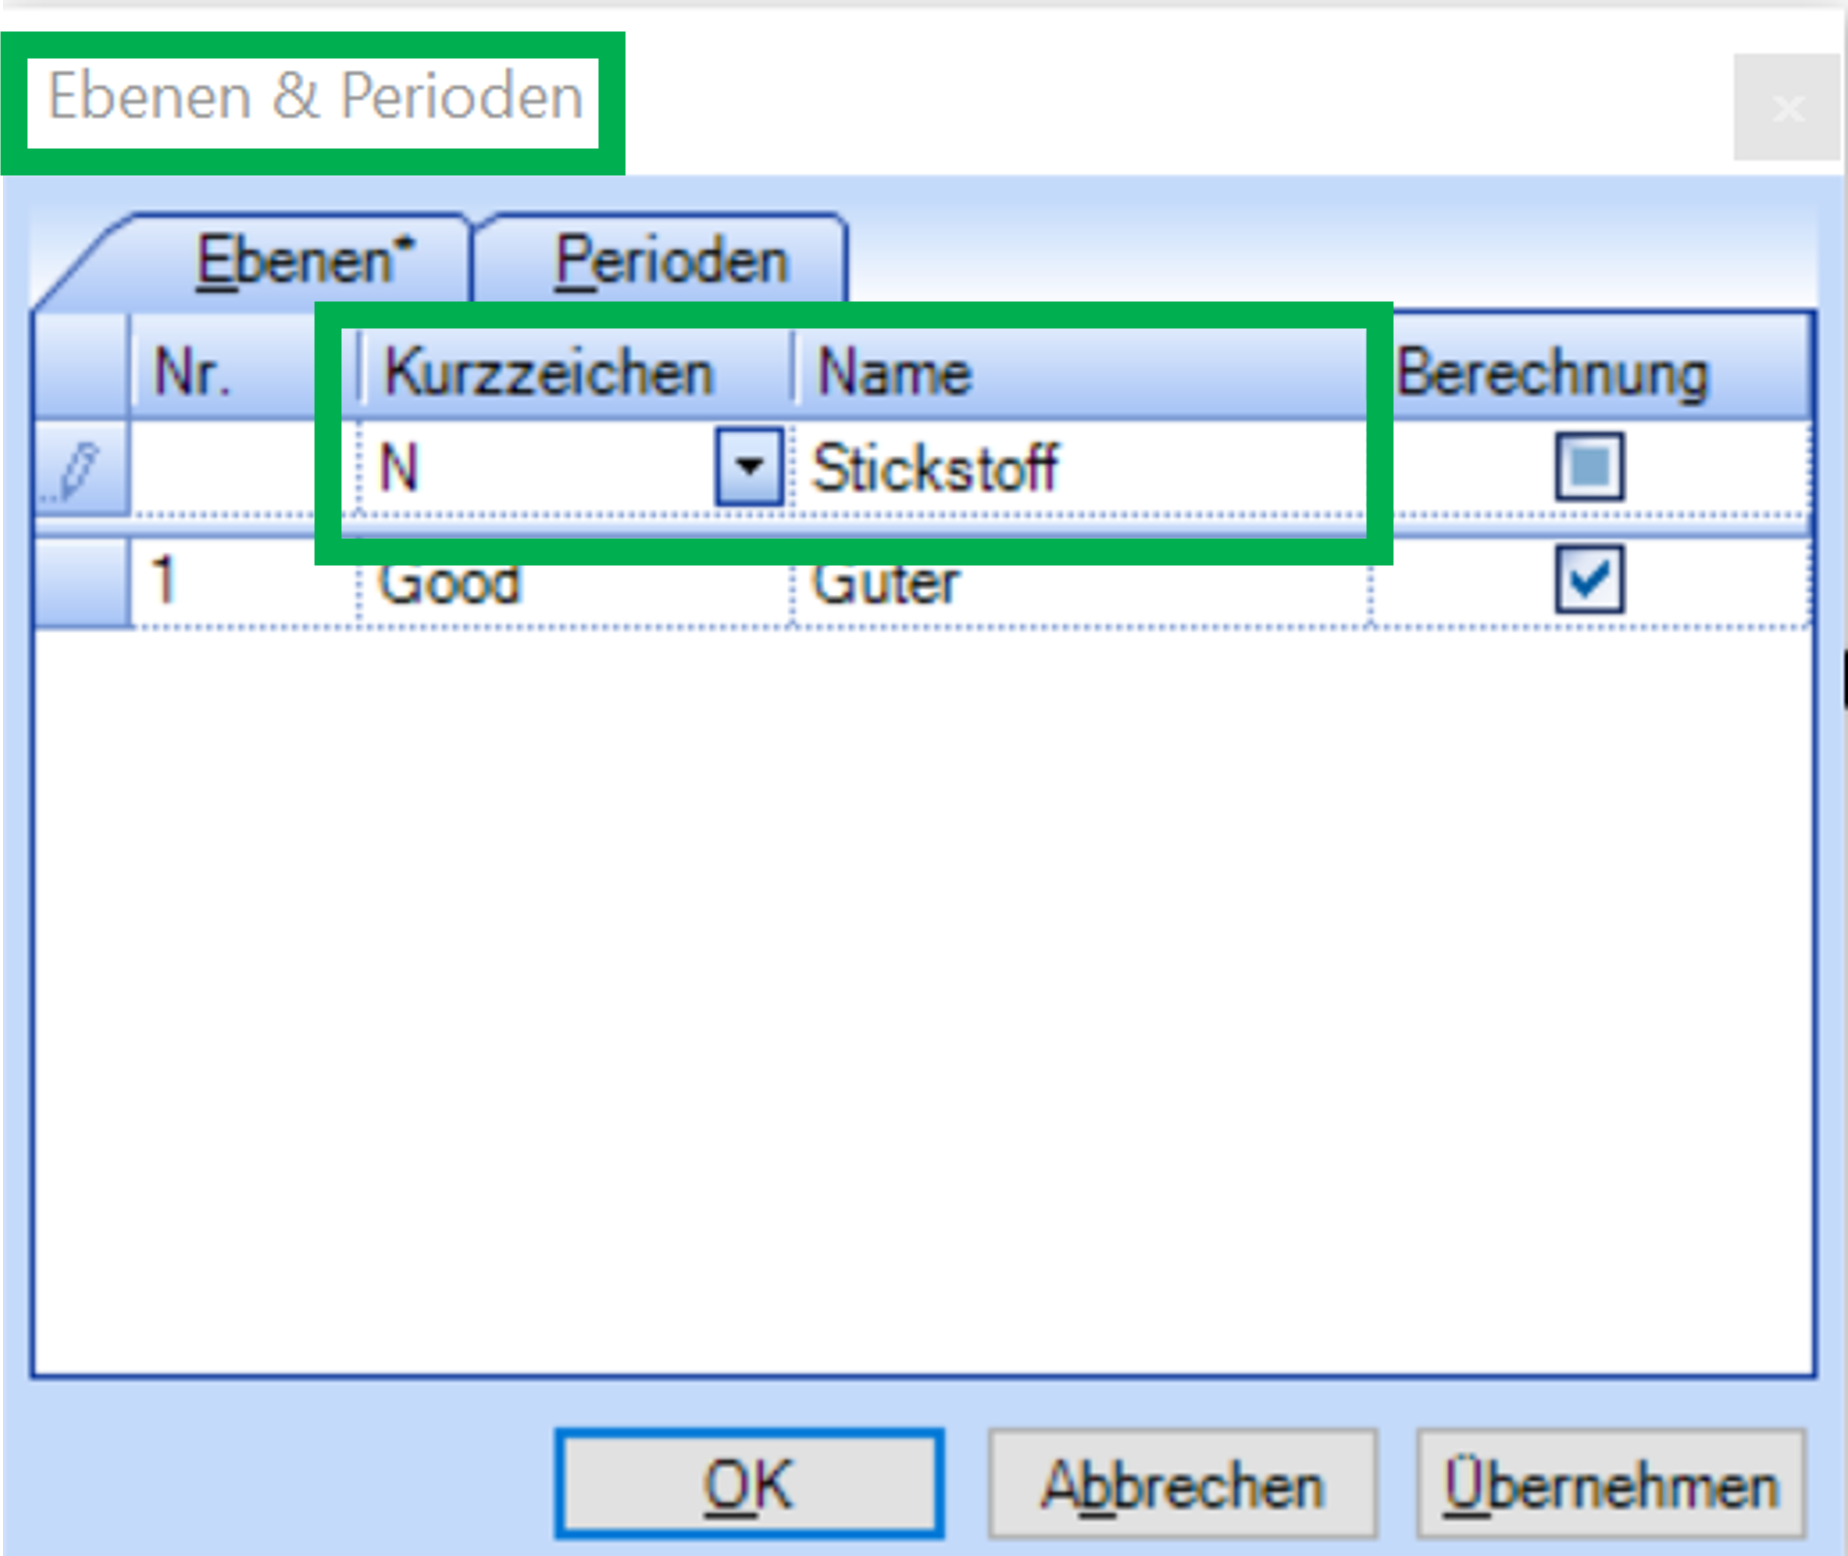 Ebenen & Perioden
Ebenen* Perioden
Nr. Kurzzeichen Name Berechnung
N Stickstoff
1 Good Guter
OK Abbrechen Übernehmen